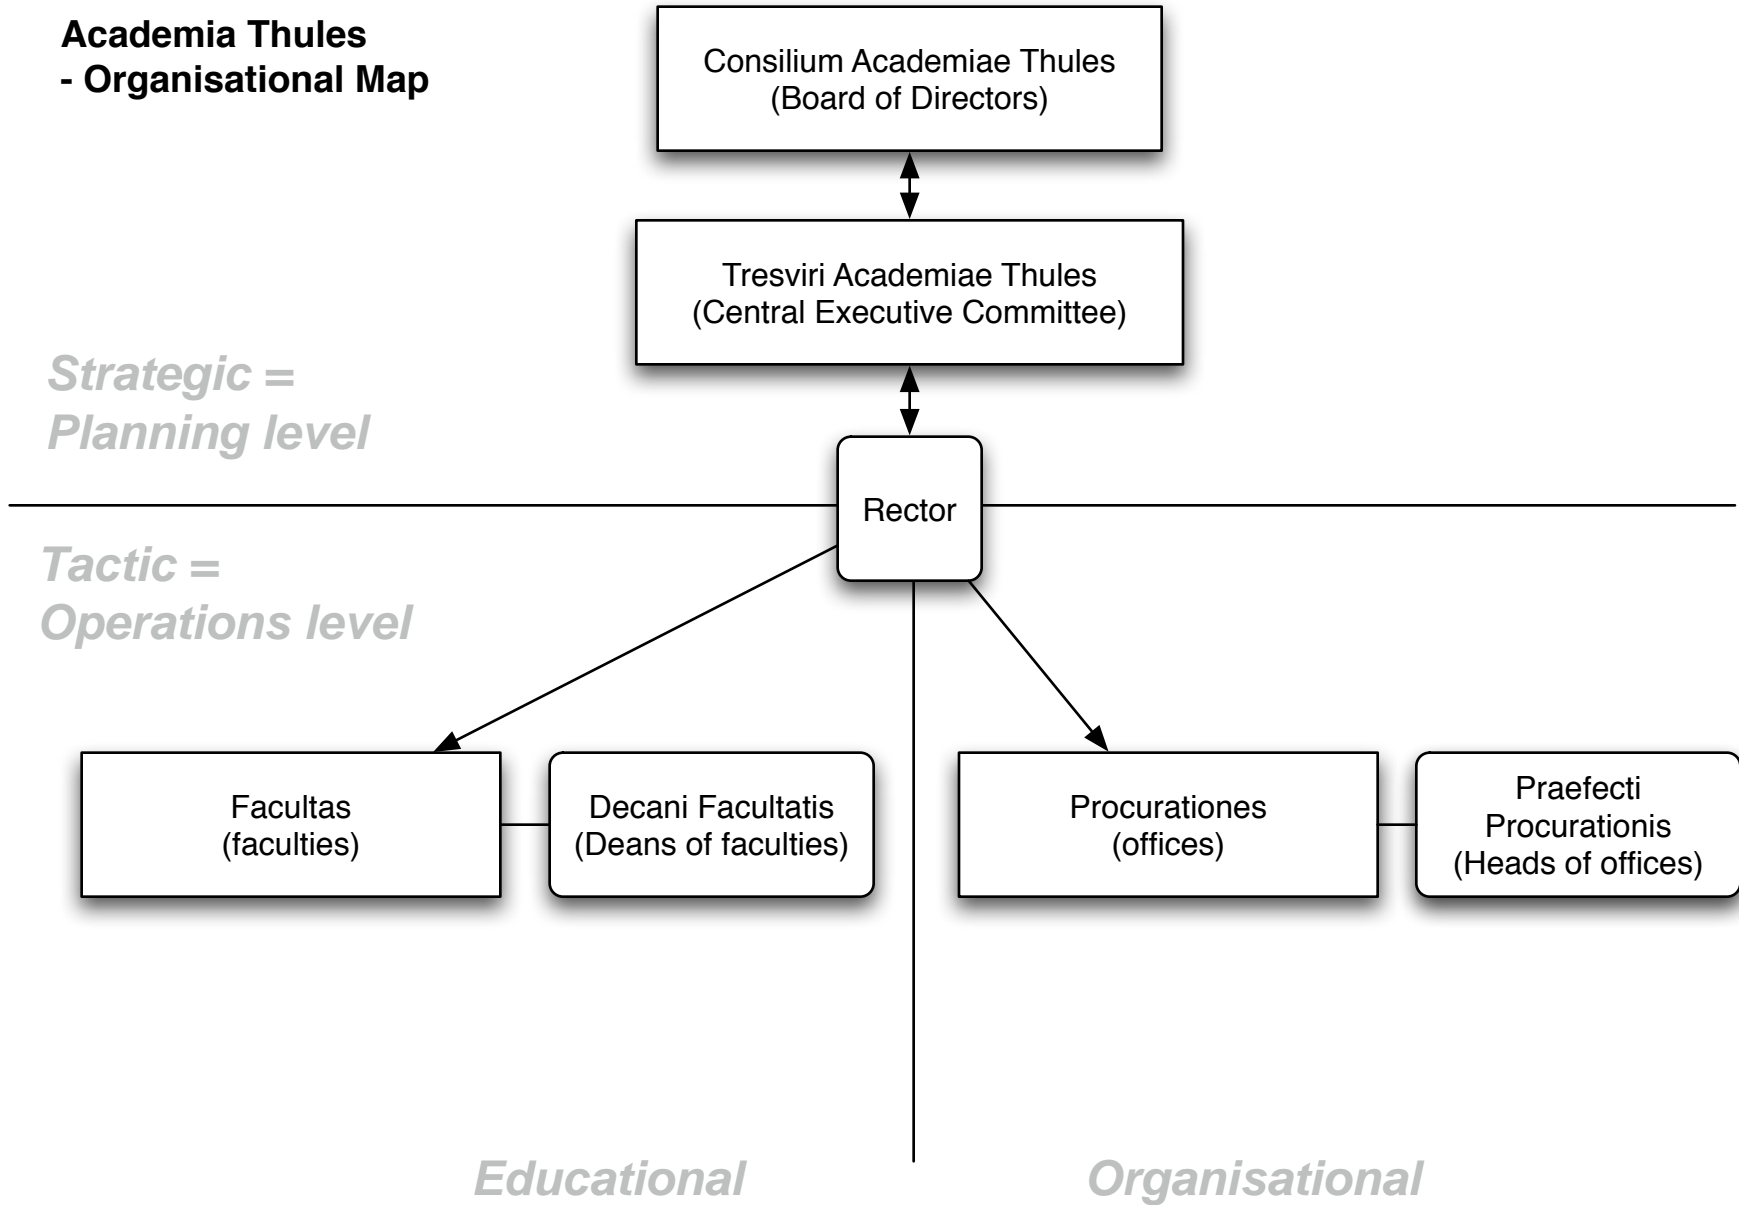 Academia Thules
- Organisational Map
Consilium Academiae Thules
(Board of Directors)
Tresviri Academiae Thules
(Central Executive Committee)
Strategic =
Planning level
Rector
Tactic =
Operations level
Facultas
(faculties)
Decani Facultatis
(Deans of faculties)
Procurationes
(offices)
Praefecti
Procurationis
(Heads of offices)
Educational
Organisational